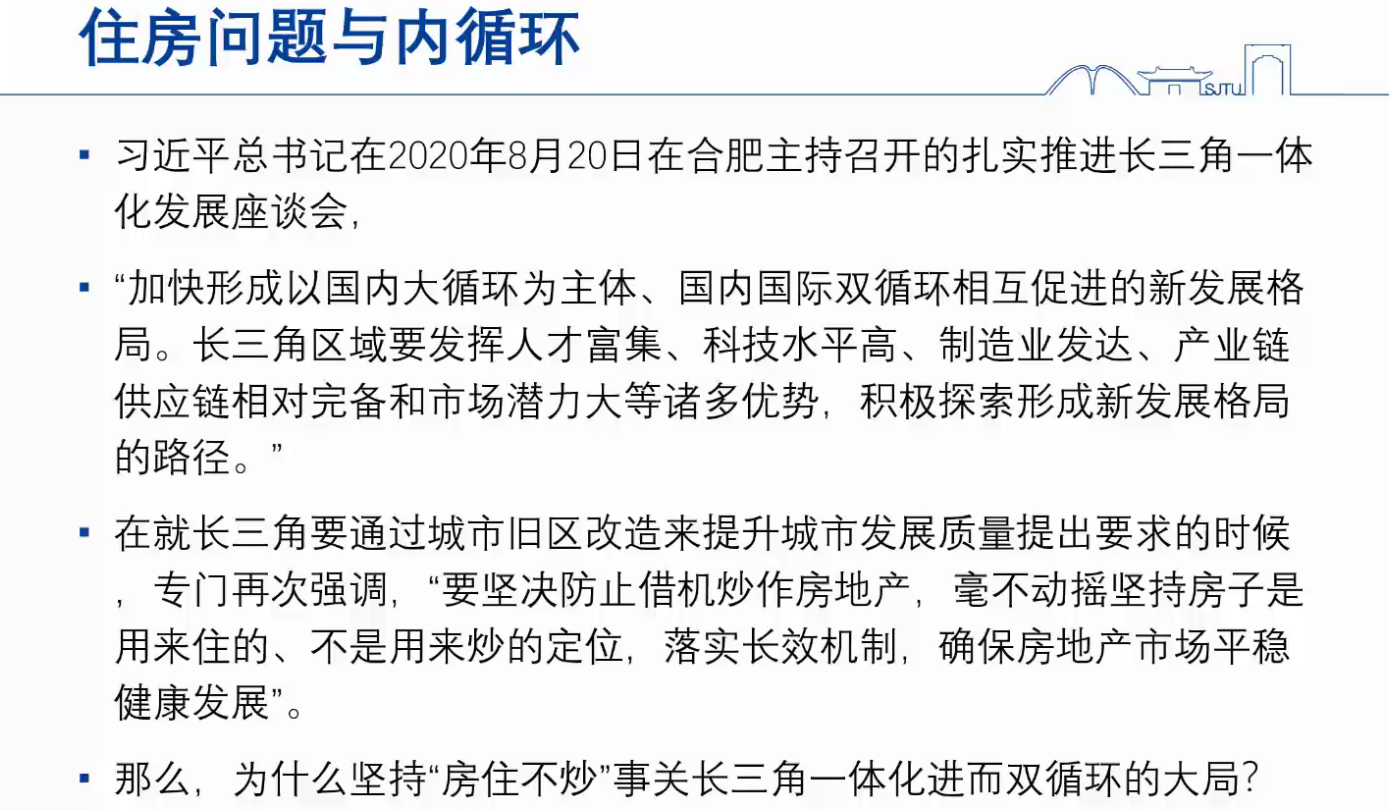 住房问题与内循环
SJTU
▪ 习近平总书记在2020年8月20日在合肥主持召开的扎实推进长三角一体
化发展座谈会，
▪ “加快形成以国内大循环为主体、国内国际双循环相互促进的新发展格
局。长三角区域要发挥人才富集、科技水平高、制造业发达、产业链
供应链相对完备和市场潜力大等诸多优势，积极探索形成新发展格局
的路径。”
▪ 在就长三角要通过城市旧区改造来提升城市发展质量提出要求的时候
，专门再次强调，“要坚决防止借机炒作房地产，毫不动摇坚持房子是
用来住的、不是用来炒的定位，落实长效机制，确保房地产市场平稳
健康发展”。
▪ 那么，为什么坚持“房住不炒”事关长三角一体化进而双循环的大局？